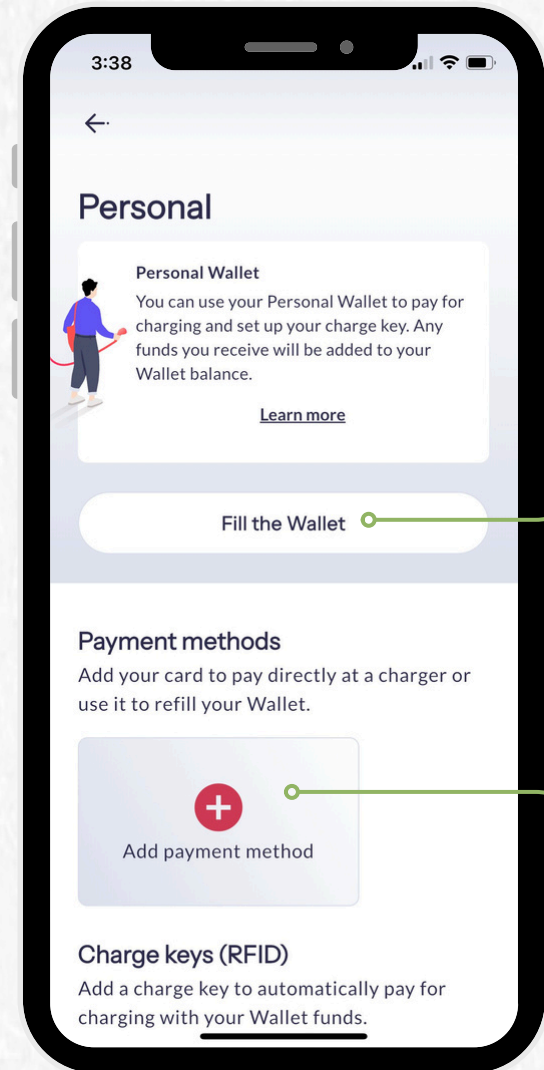 3:38
Personal
Personal Wallet
You can use your Personal Wallet to pay for
charging and set up your charge key. Any
funds you receive will be added to your
Wallet balance.
Learn more
Fill the Wallet
Payment methods
Add your card to pay directly at a charger or
use it to refill your Wallet.
Add payment method
Charge keys (RFID)
Add a charge key to automatically pay for
charging with your Wallet funds.